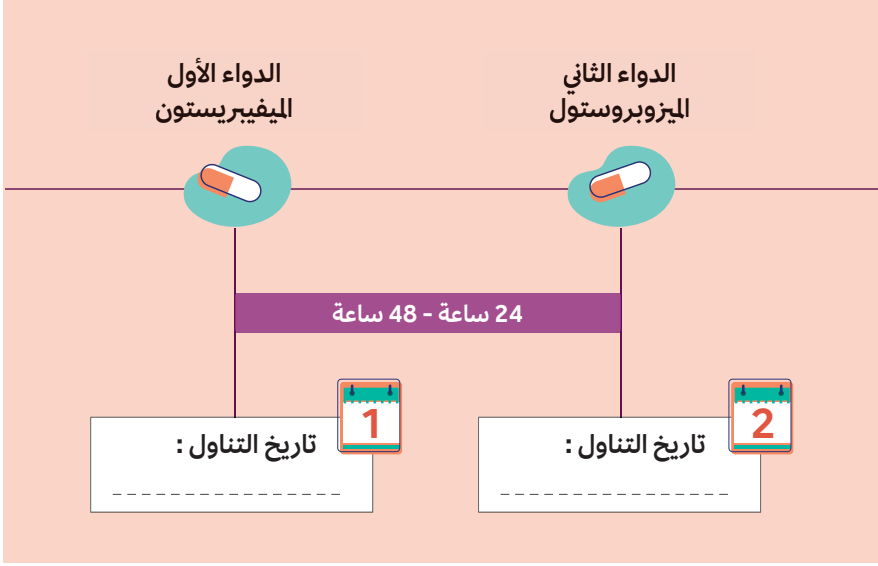 الدواء الأول
الميفيبريستون
الدواء الثاني
الميزوبروستول
24 ساعة - 48 ساعة
1
تاريخ التناول :
2
تاريخ التناول :